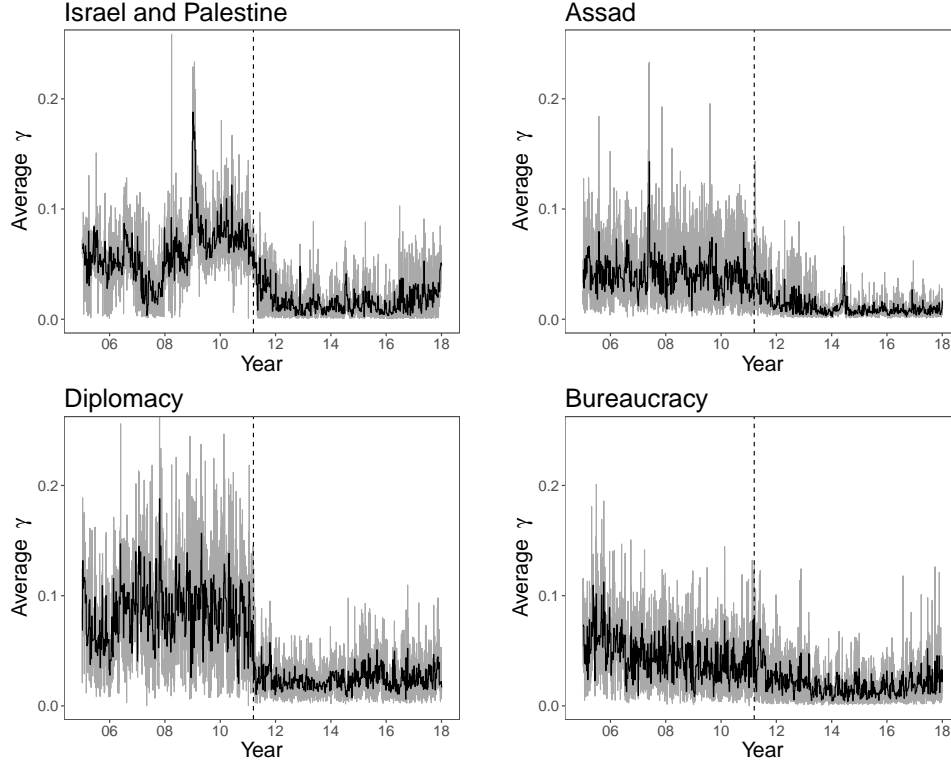 Israel and Palestine
Average γ
0.2
0.1
0.0
06 08 10 12 14 16 18
Year
Assad
Average γ
0.2
0.1
0.0
06 08 10 12 14 16 18
Year
Diplomacy
Average γ
0.2
0.1
0.0
06 08 10 12 14 16 18
Year
Bureaucracy
Average γ
0.2
0.1
0.0
06 08 10 12 14 16 18
Year